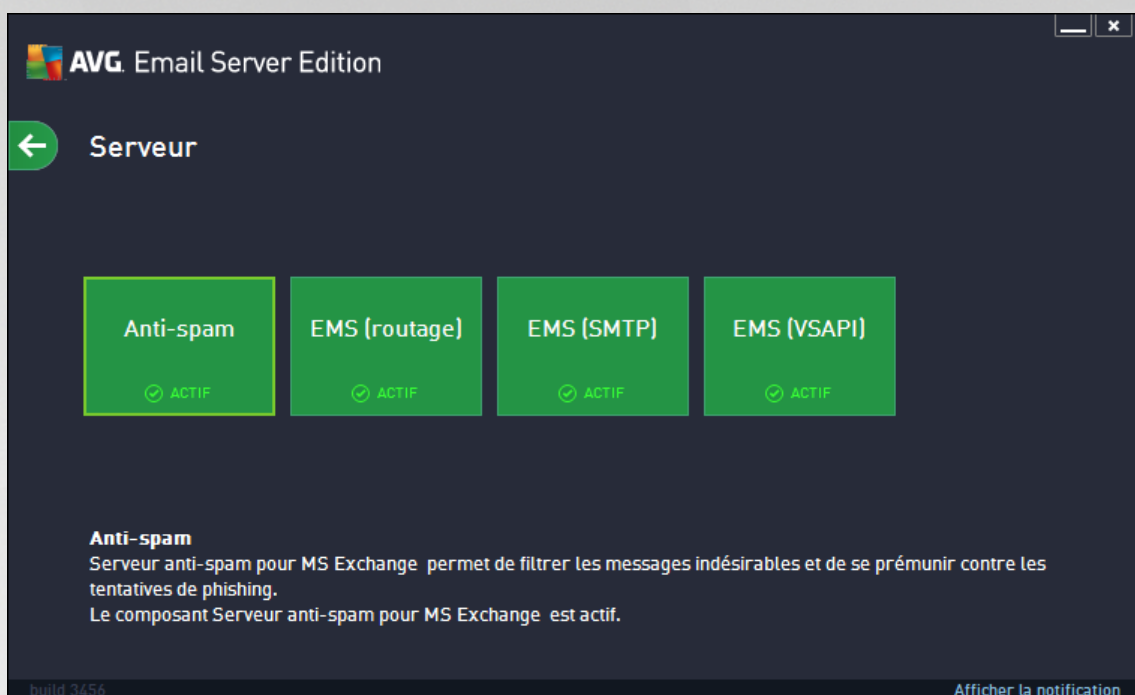 AVG. Email Server Edition
Serveur
Anti-spam
ACTIF
EMS (routage)
ACTIF
EMS (SMTP)
ACTIF
EMS (VSAPI)
ACTIF
Anti-spam
Serveur anti-spam pour MS Exchange permet de filtrer les messages indésirables et de se prémunir contre les
tentatives de phishing.
Le composant Serveur anti-spam pour MS Exchange est actif.
build 3456
Afficher la notification